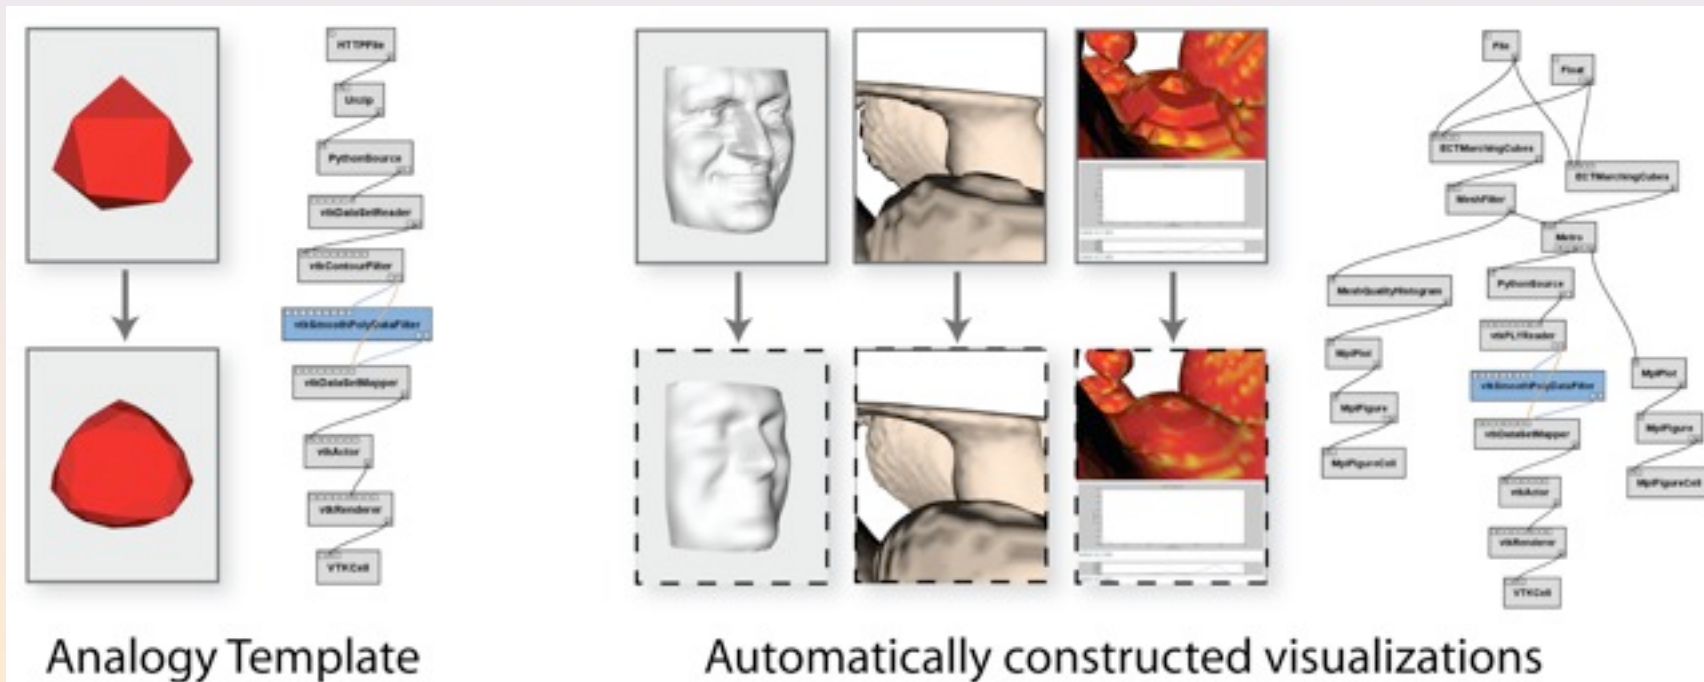 HTTPFile
Unzip
PythonSource
vtkDataSetReader
vtkContourFilter
vtkSmoothPolyDataFilter
vtkDataSetMapper
vtkActor
vtkRenderer
VTKCell
Analogy Template
File
Float
ECTMarchingCubes
ECTMarchingCubes
MeshFilter
Metro
MeshQualityHistogram
PythonSource
vtkPLYReader
MplPlot
MplPlot
vtkSmoothPolyDataFilter
MplFigure
MplFigure
vtkDataSetMapper
MplFigureCell
MplFigureCell
vtkActor
vtkRenderer
VTKCell
Automatically constructed visualizations